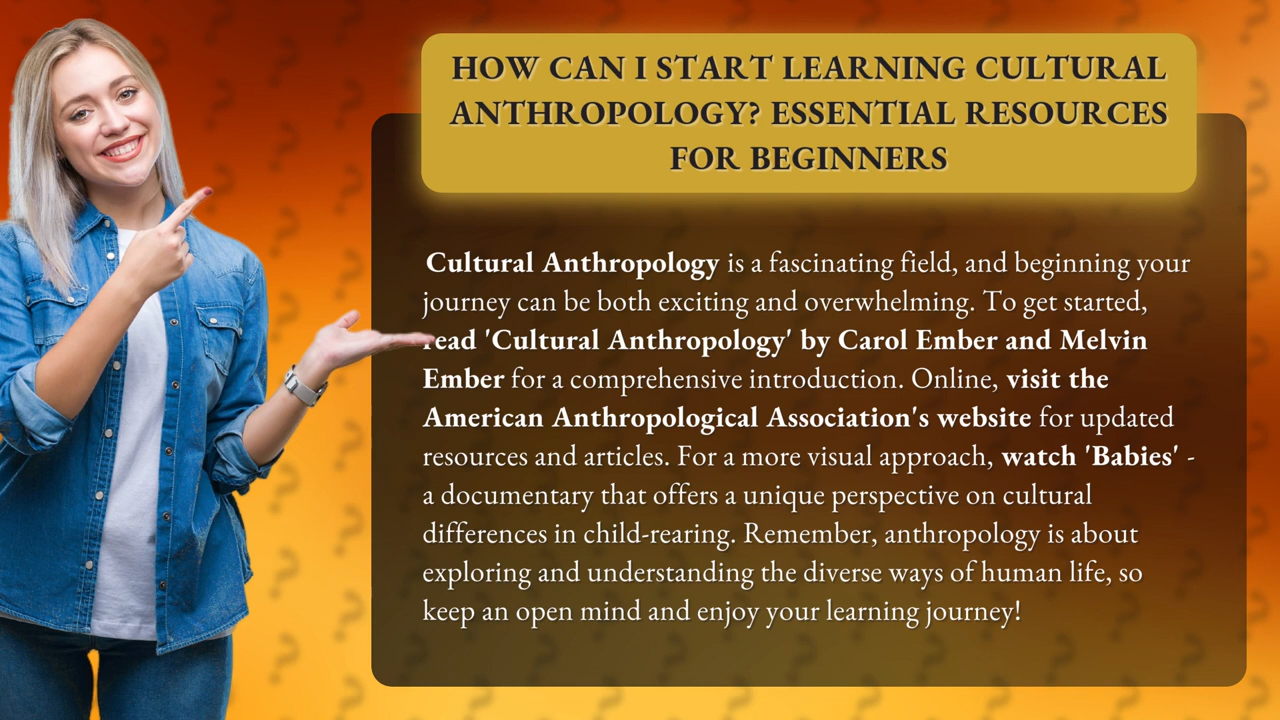 HOW CAN I START LEARNING CULTURAL
ANTHROPOLOGY? ESSENTIAL RESOURCES
FOR BEGINNERS
Cultural Anthropology is a fascinating field, and beginning your
journey can be both exciting and overwhelming. To get started,
read 'Cultural Anthropology' by Carol Ember and Melvin
Ember for a comprehensive introduction. Online, visit the
American Anthropological Association's website for updated
resources and articles. For a more visual approach, watch 'Babies' -
a documentary that offers a unique perspective on cultural
differences in child-rearing. Remember, anthropology is about
exploring and understanding the diverse ways of human life, so
keep an open mind and enjoy your learning journey!